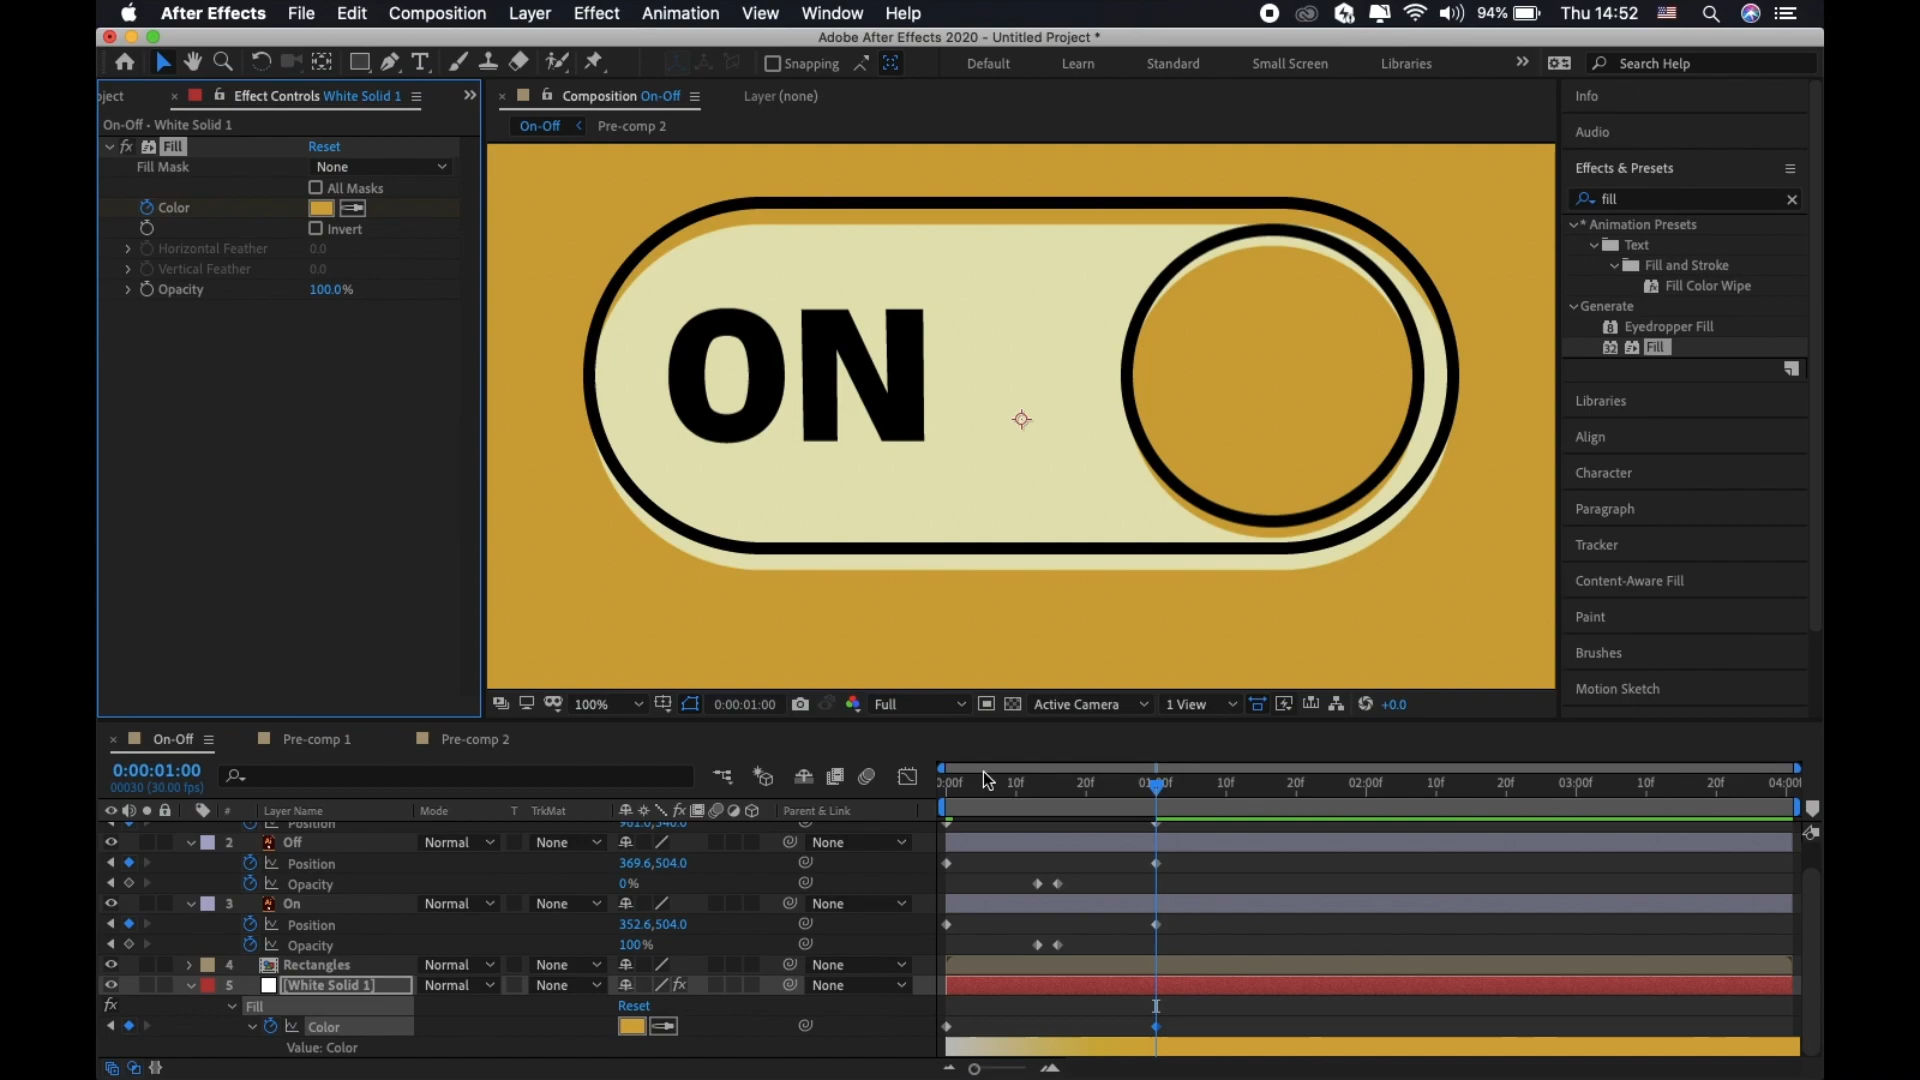 After Effects File Edit Composition Layer Effect Animation View Window Help 94% Thu 14:52
Adobe After Effects 2020 - Untitled Project *
Snapping Default Learn Standard Small Screen Libraries Search Help
Effect Controls White Solid 1
On-Off • White Solid 1
fx Fill Reset
Fill Mask None
All Masks
Color
Invert
Horizontal Feather 0.0
Vertical Feather 0.0
Opacity 100.0%
Composition On-Off Layer (none)
On-Off Pre-comp 2
ON
100% 0:00:01:00 Full Active Camera 1 View +0.0
Info
Audio
Effects & Presets
fill
* Animation Presets
Text
Fill and Stroke
Fill Color Wipe
Generate
Eyedropper Fill
Fill
Libraries
Align
Character
Paragraph
Tracker
Content-Aware Fill
Paint
Brushes
Motion Sketch
On-Off Pre-comp 1 Pre-comp 2
0:00:01:00
00030 (30.00 fps)
10f 20f 10f 20f 02:00f 10f 20f 03:00f 10f 20f
# Layer Name Mode T TrkMat Parent & Link
Position
2 Off Normal None None
Position 369.6,504.0
Opacity 0%
3 On Normal None None
Position 352.6,504.0
Opacity 100%
4 Rectangles Normal None None
5 [White Solid 1] Normal None None
fx Fill Reset
Color
Value: Color